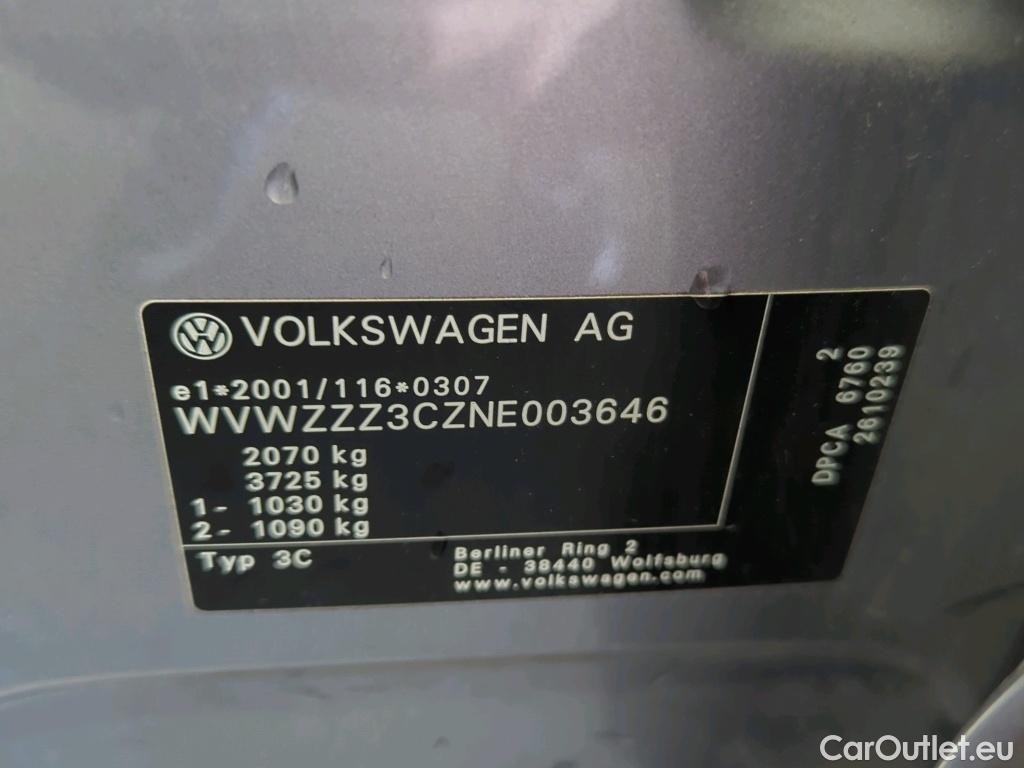 VOLKSWAGEN AG
e1*2001/116*0307
WVWZZZ3CZNE003646
2070 kg
3725 kg
1- 1030 kg
2- 1090 kg
Typ 3C
Berliner Ring 2
DE - 38440 Wolfsburg
www.volkswagen.com
2
DPCA 6760
2610239
CarOutlet.eu